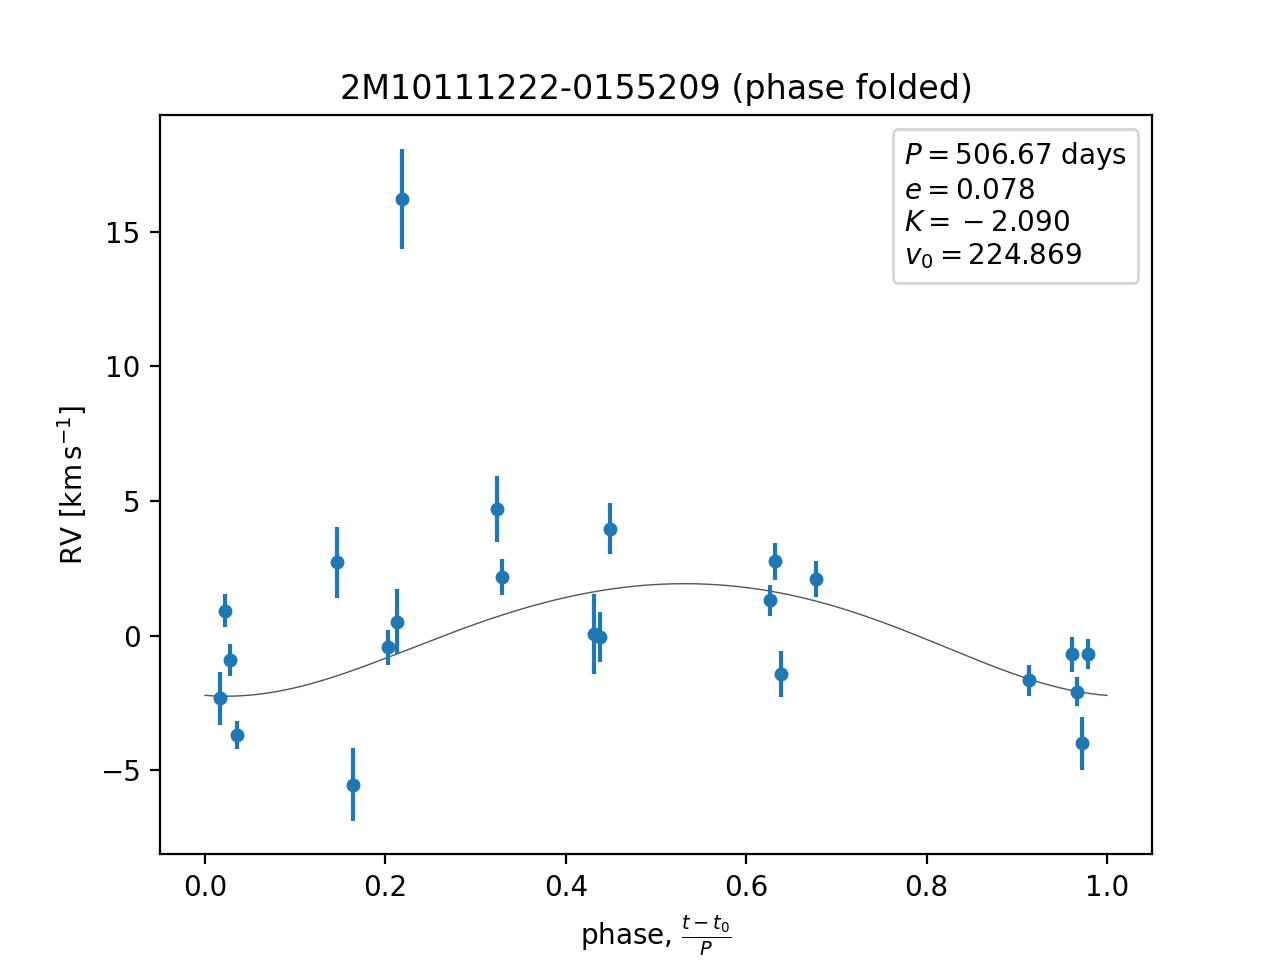 2M10111222-0155209 (phase folded)
P = 506.67 days
e = 0.078
K = −2.090
v₀ = 224.869
15
10
5
0
−5
RV [km s⁻¹]
0.0 0.2 0.4 0.6 0.8 1.0
phase, (t − t₀)/P